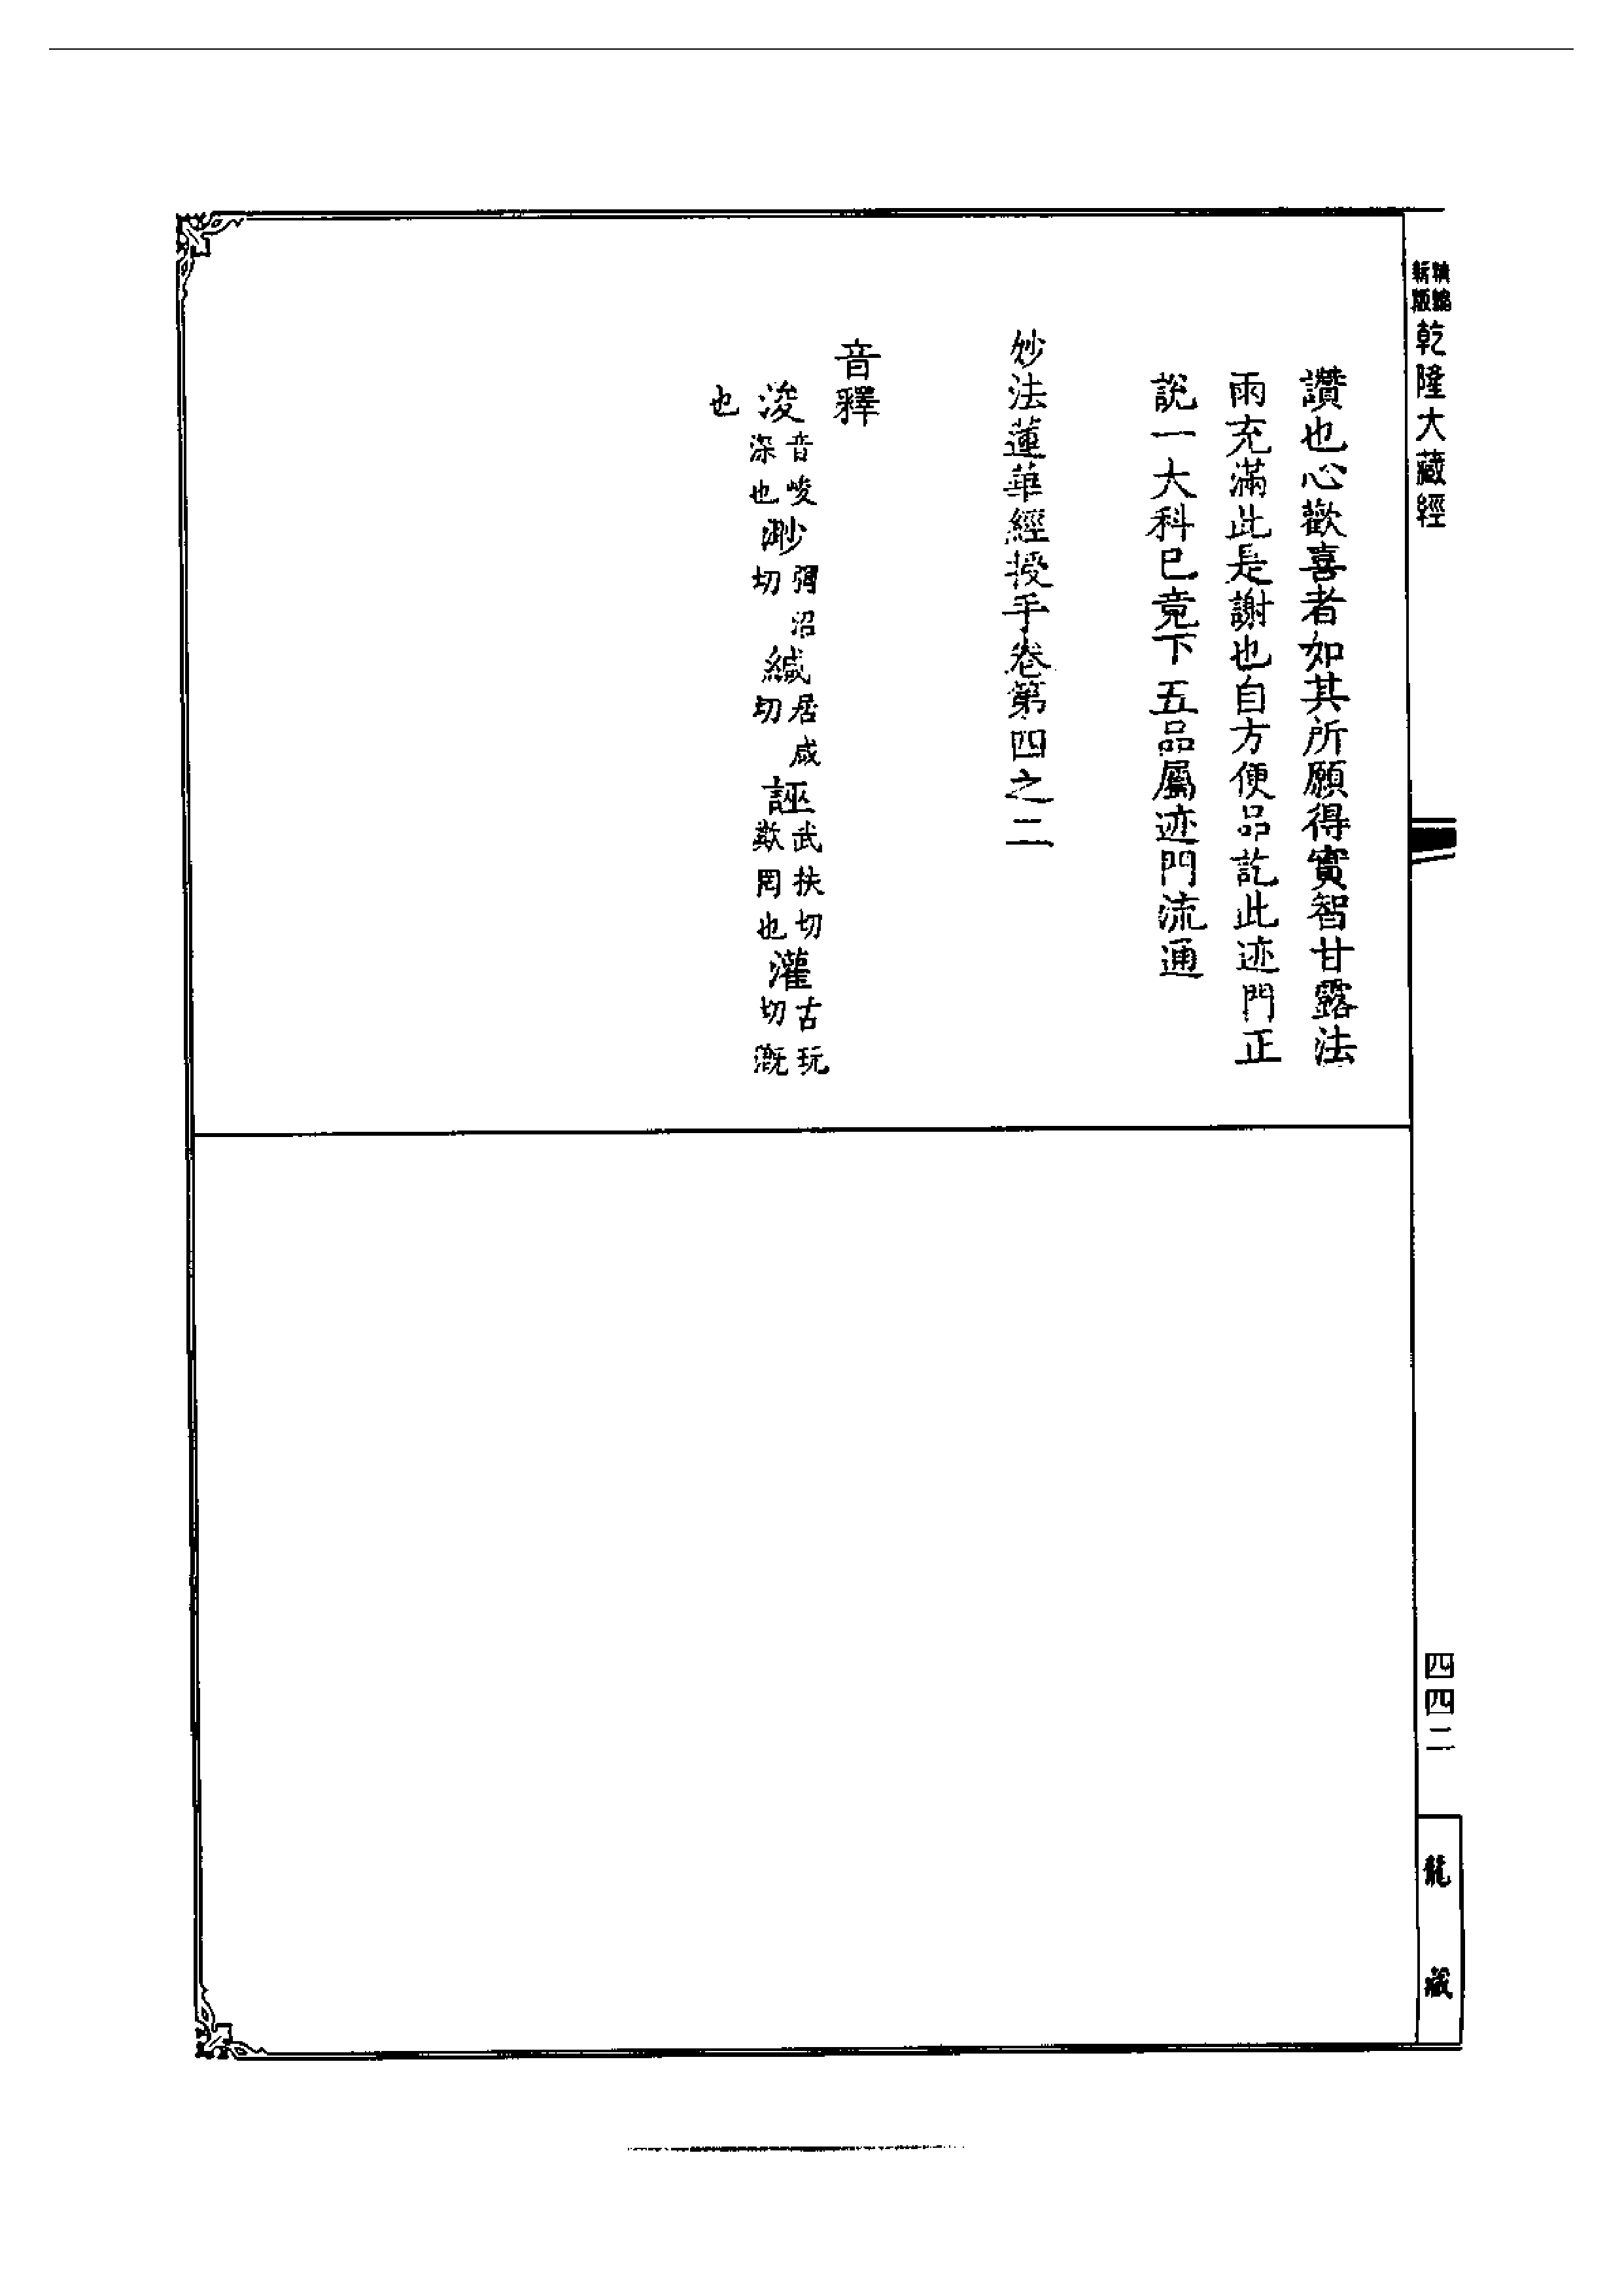 精編新版
乾隆大藏經
四四二
龍藏
讚也心歡喜者如其所願得實智甘露法
雨充滿此是謝也自方便品訖此迹門正
說一大科已竟下五品屬迹門流通
妙法蓮華經授手卷第四之二
音釋
浚音峻深也渺弭沼切緘居咸切誣武扶切欺罔也灌古玩切溉
也